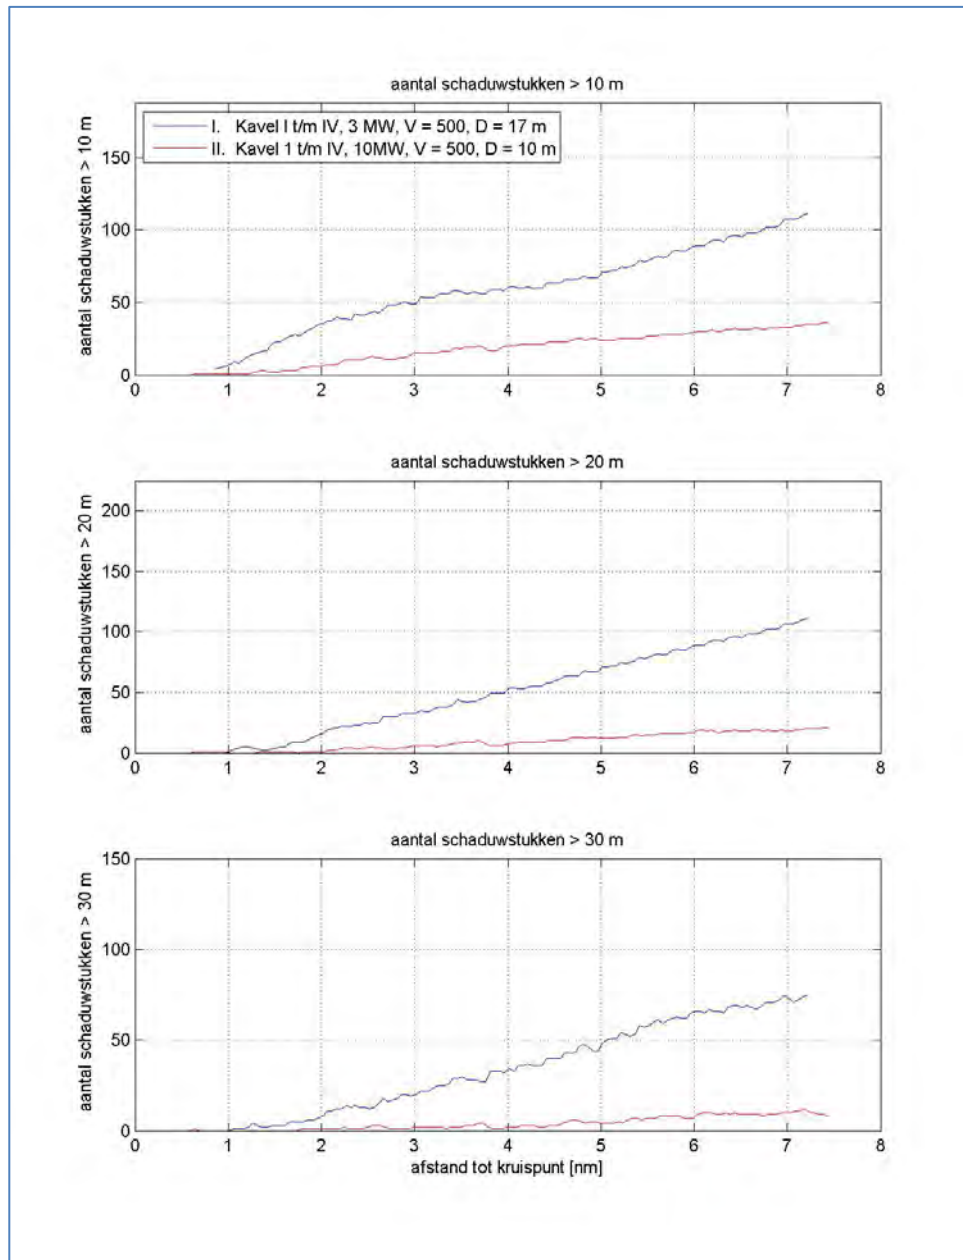 aantal schaduwstukken > 10 m
I. Kavel I t/m IV, 3 MW, V = 500, D = 17 m
II. Kavel 1 t/m IV, 10MW, V = 500, D = 10 m
aantal schaduwstukken > 10 m
150
100
50
0
0 1 2 3 4 5 6 7 8
aantal schaduwstukken > 20 m
aantal schaduwstukken > 20 m
200
150
100
50
0
0 1 2 3 4 5 6 7 8
aantal schaduwstukken > 30 m
aantal schaduwstukken > 30 m
150
100
50
0
0 1 2 3 4 5 6 7 8
afstand tot kruispunt [nm]